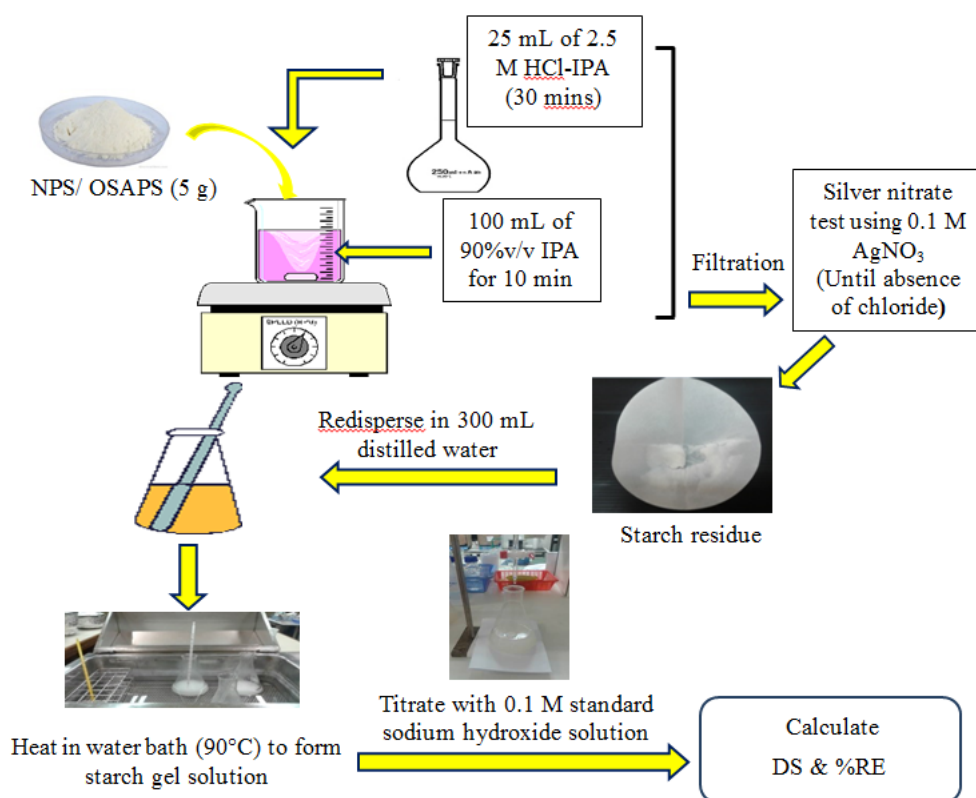 25 mL of 2.5
M HCl-IPA
(30 mins)
NPS/ OSAPS (5 g)
100 mL of
90%v/v IPA
for 10 min
Filtration
Silver nitrate
test using 0.1 M
AgNO₃
(Until absence
of chloride)
Starch residue
Redisperse in 300 mL
distilled water
Heat in water bath (90°C) to form
starch gel solution
Titrate with 0.1 M standard
sodium hydroxide solution
Calculate
DS & %RE